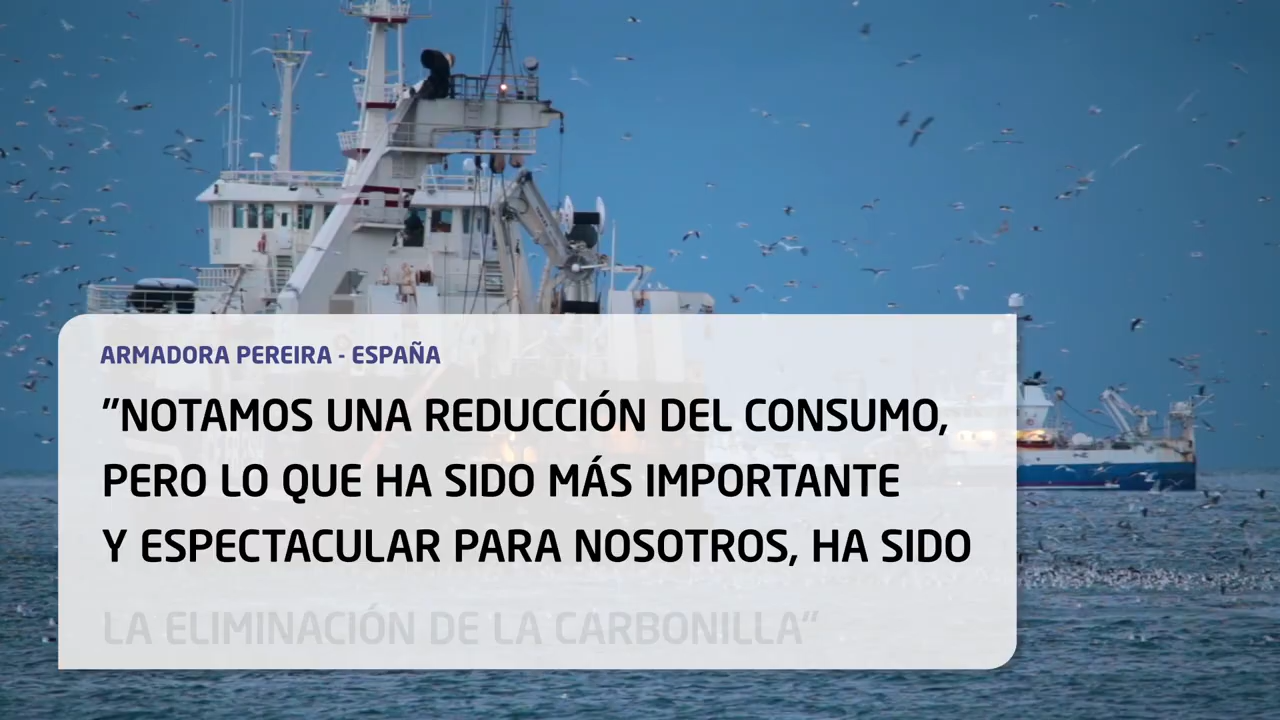 ARMADORA PEREIRA - ESPAÑA
"NOTAMOS UNA REDUCCIÓN DEL CONSUMO,
PERO LO QUE HA SIDO MÁS IMPORTANTE
Y ESPECTACULAR PARA NOSOTROS, HA SIDO
LA ELIMINACIÓN DE LA CARBONILLA"